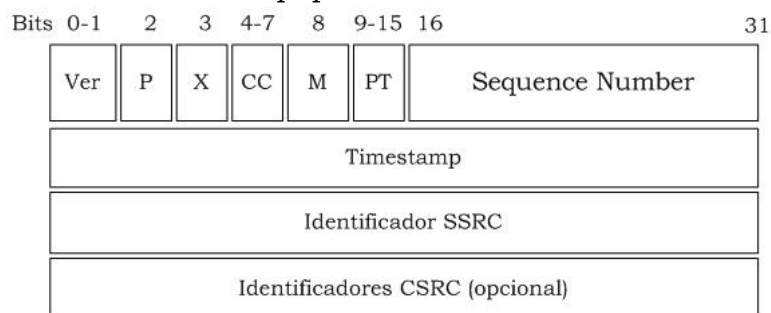 Bits 0-1 2 3 4-7 8 9-15 16 31
Ver P X CC M PT Sequence Number
Timestamp
Identificador SSRC
Identificadores CSRC (opcional)